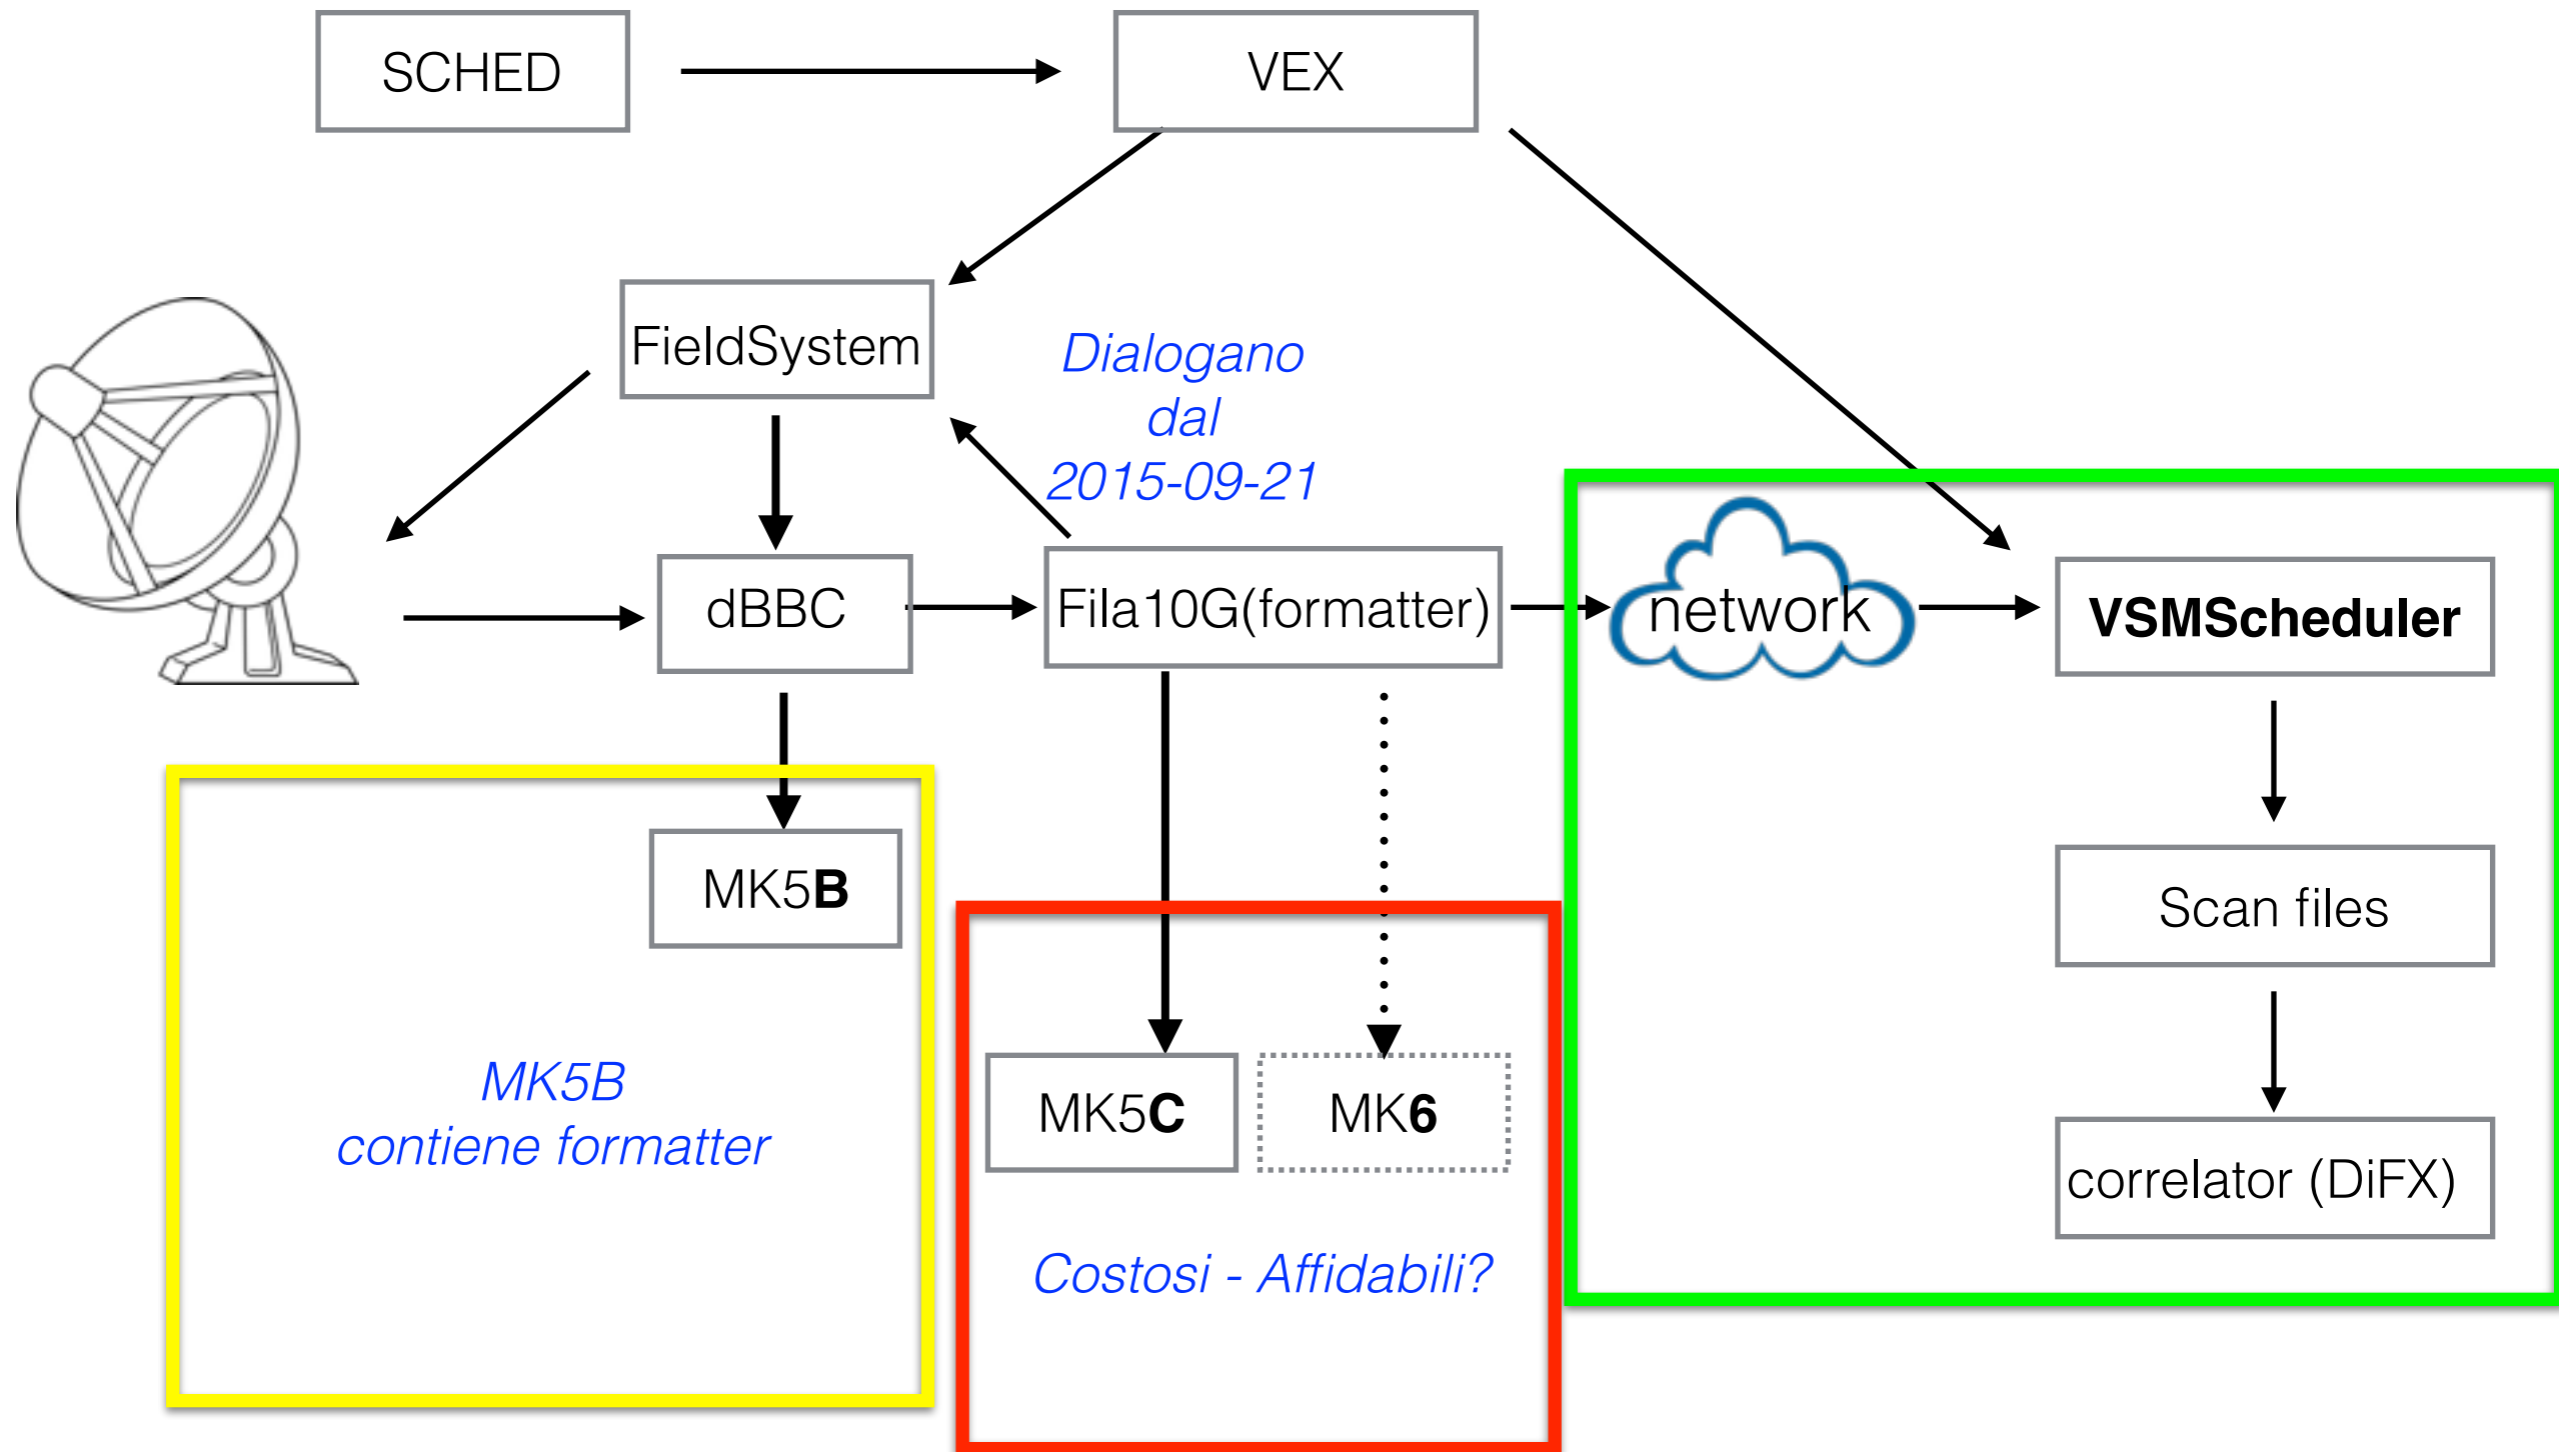 SCHED
VEX
FieldSystem
Dialogano
dal
2015-09-21
dBBC
Fila10G(formatter)
network
VSMScheduler
MK5B
Scan files
MK5B
contiene formatter
MK5C
MK6
correlator (DiFX)
Costosi - Affidabili?